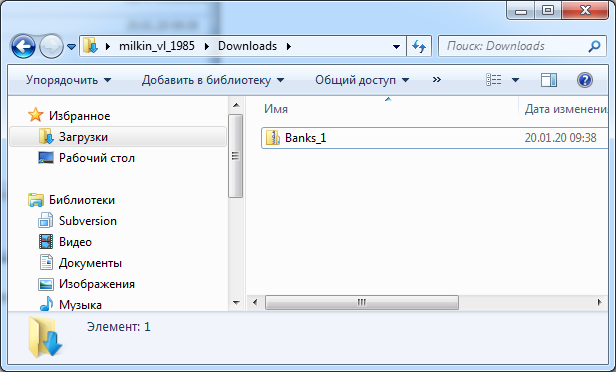 milkin_vl_1985 Downloads
Поиск: Downloads
Упорядочить Добавить в библиотеку Общий доступ »
Избранное
Загрузки
Рабочий стол
Библиотеки
Subversion
Видео
Документы
Изображения
Музыка
Имя Дата изменени
Banks_1 20.01.20 09:38
Элемент: 1